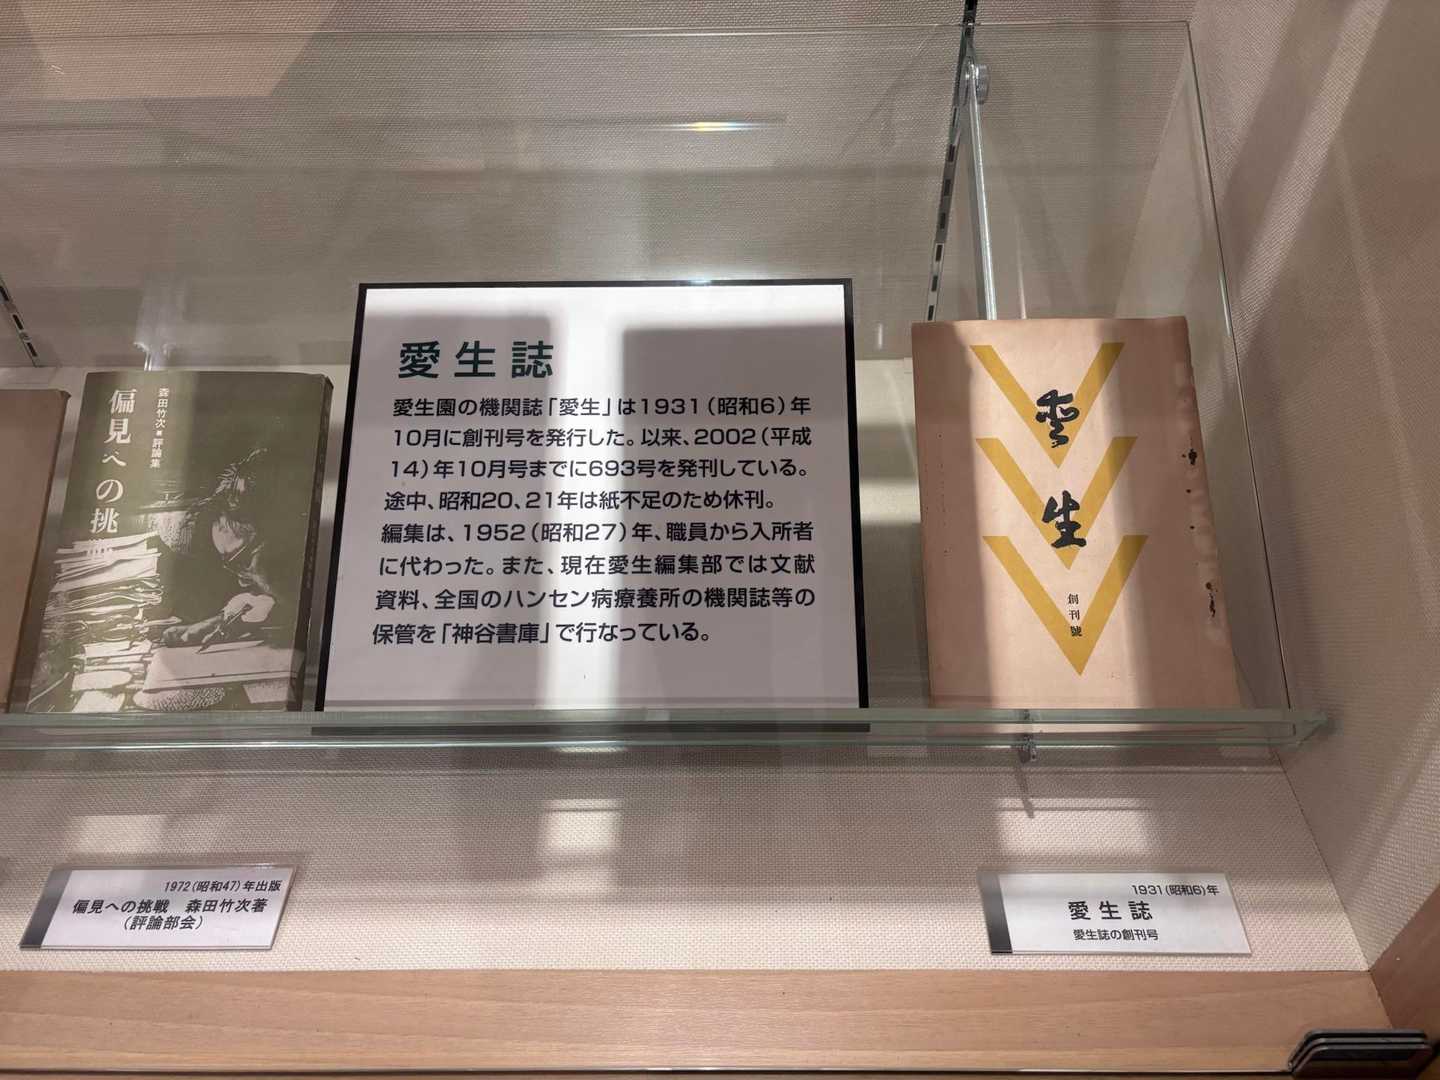 偏見への挑
森田竹次■評論集
愛生誌
愛生園の機関誌「愛生」は1931(昭和6)年
10月に創刊号を発行した。以来、2002(平成
14)年10月号までに693号を発刊している。
途中、昭和20、21年は紙不足のため休刊。
編集は、1952(昭和27)年、職員から入所者
に代わった。また、現在愛生編集部では文献
資料、全国のハンセン病療養所の機関誌等の
保管を「神谷書庫」で行なっている。
愛生
創刊號
1972(昭和47)年出版
偏見への挑戦 森田竹次著
(評論部会)
1931(昭和6)年
愛生誌
愛生誌の創刊号